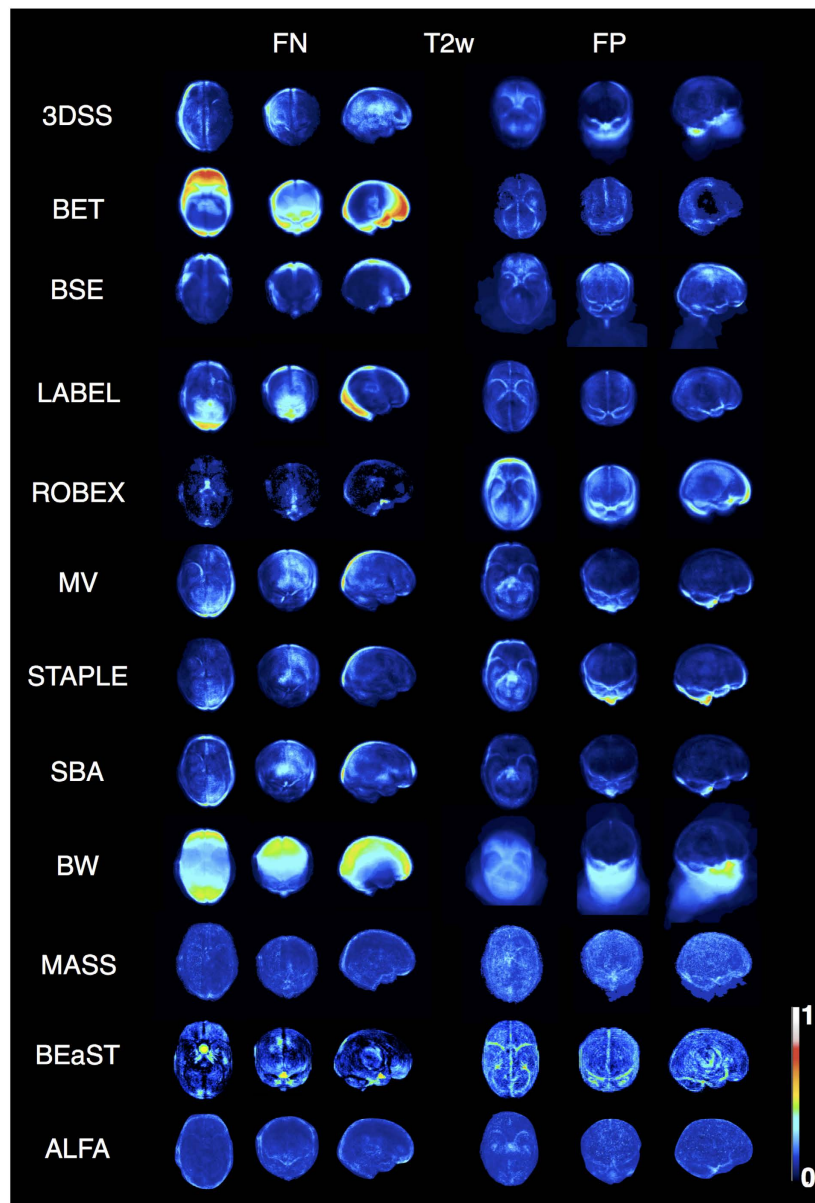 FN T2w FP
3DSS
BET
BSE
LABEL
ROBEX
MV
STAPLE
SBA
BW
MASS
BEaST
ALFA
1
0